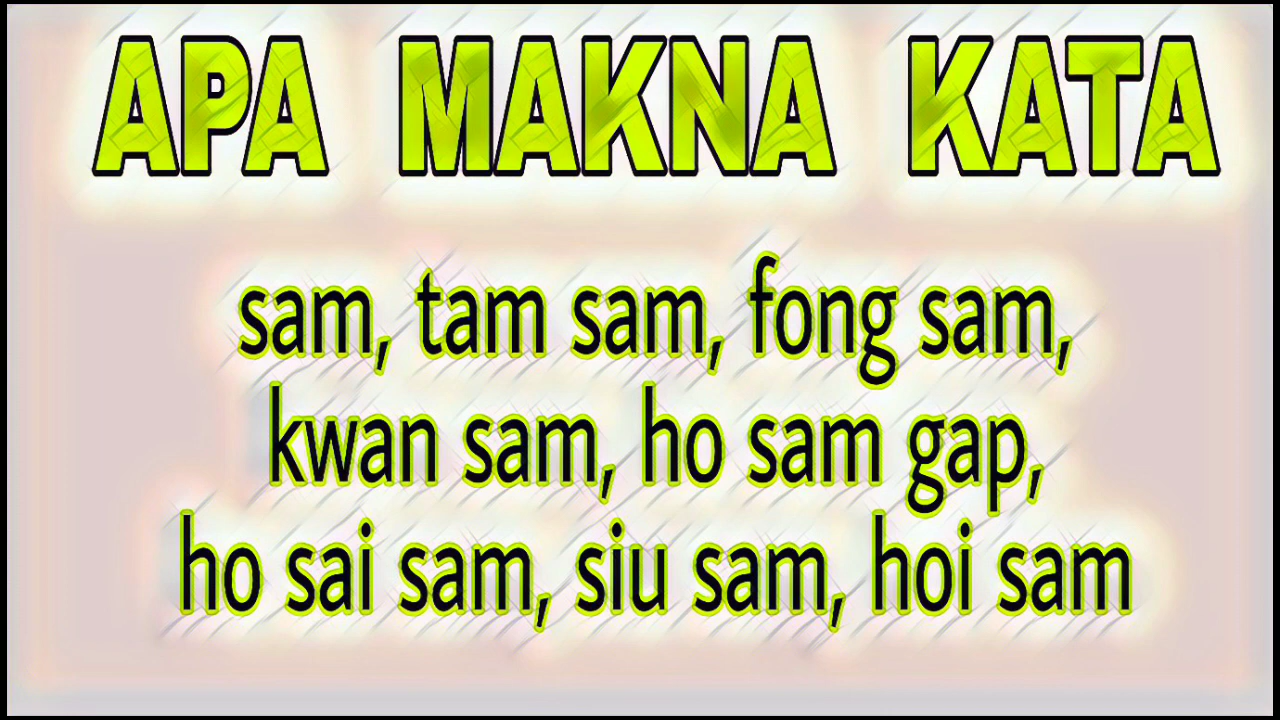 APA MAKNA KATA
sam, tam sam, fong sam,
kwan sam, ho sam gap,
ho sai sam, siu sam, hoi sam